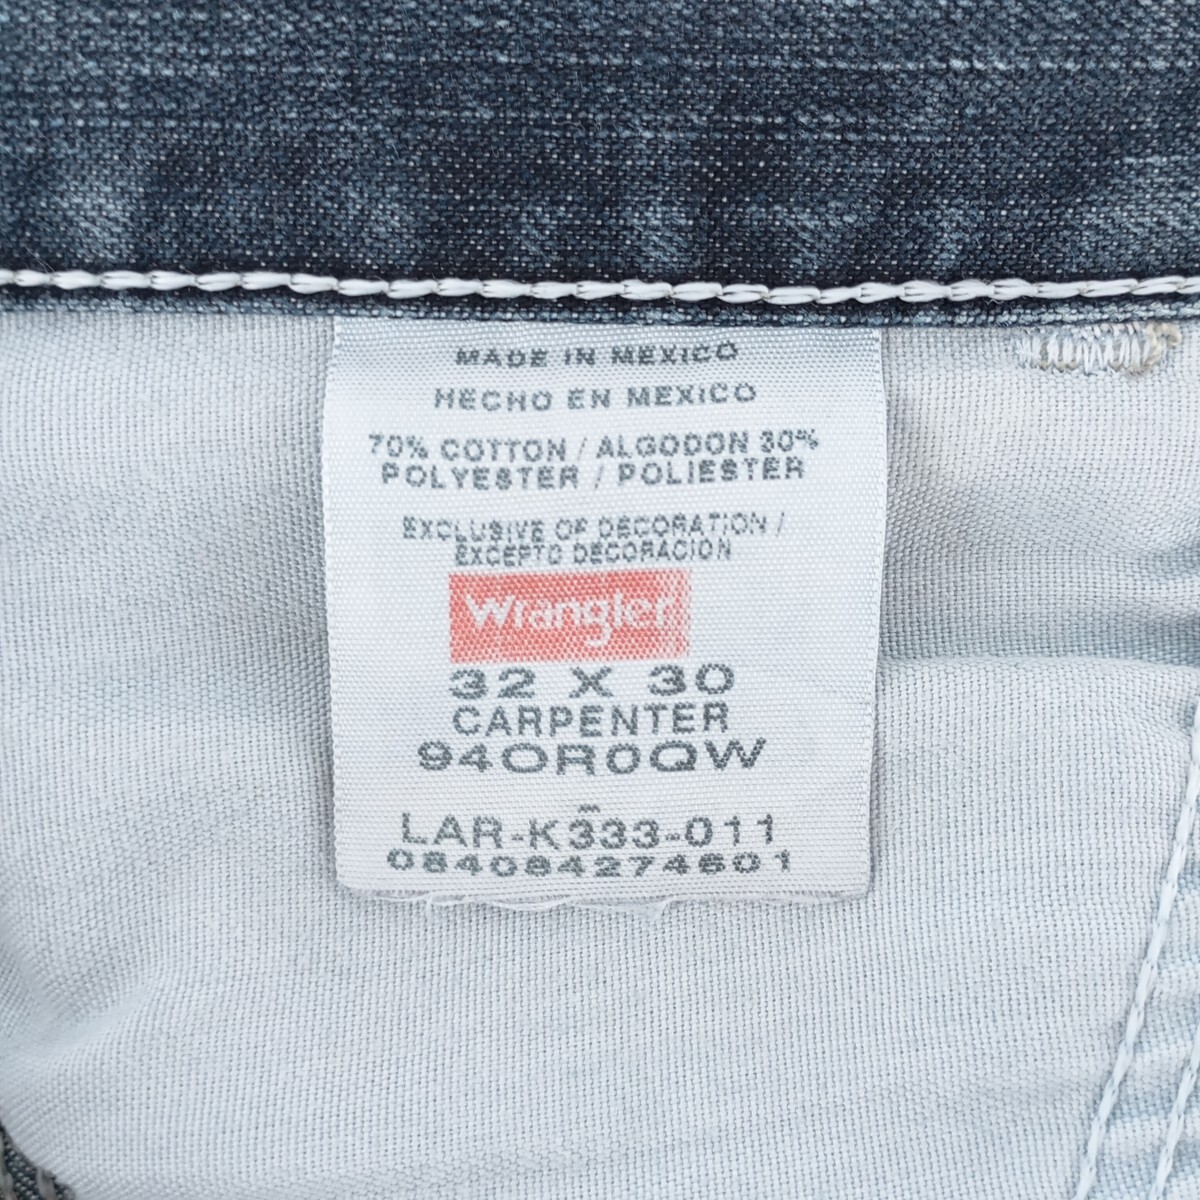 MADE IN MEXICO
HECHO EN MEXICO
70% COTTON / ALGODON 30%
POLYESTER / POLIESTER
EXCLUSIVE OF DECORATION /
EXCEPTO DECORACION
Wrangler
32 X 30
CARPENTER
94OR0QW
LAR-K333-011
084084274601